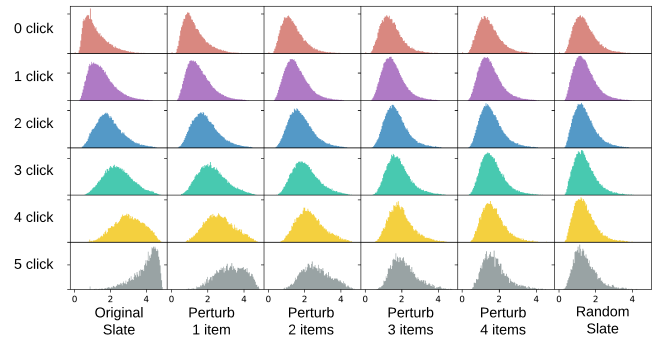 0 click
1 click
2 click
3 click
4 click
5 click
0 2 4 0 2 4 0 2 4 0 2 4 0 2 4 0 2 4
Original Perturb Perturb Perturb Perturb Random
Slate 1 item 2 items 3 items 4 items Slate